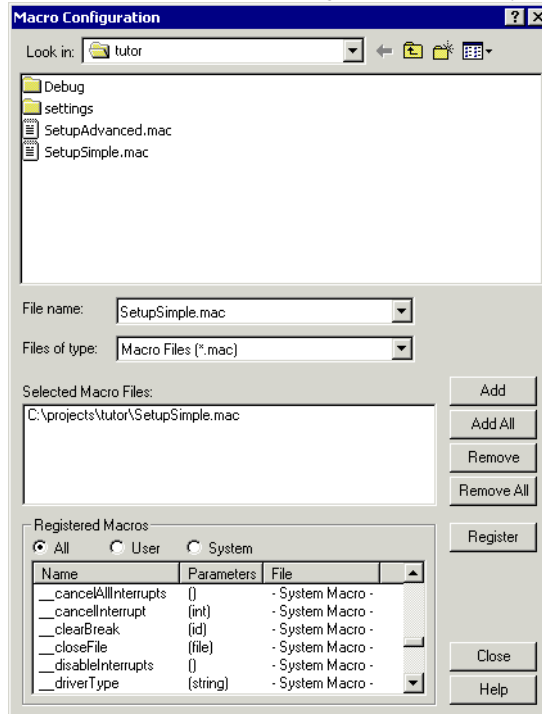 Macro Configuration
Look in: tutor
Debug
settings
SetupAdvanced.mac
SetupSimple.mac
File name: SetupSimple.mac
Files of type: Macro Files (*.mac)
Selected Macro Files:
C:\projects\tutor\SetupSimple.mac
Add
Add All
Remove
Remove All
Registered Macros
All User System
Register
Name Parameters File
__cancelAllInterrupts () - System Macro -
__cancelInterrupt (int) - System Macro -
__clearBreak (id) - System Macro -
__closeFile (file) - System Macro -
__disableInterrupts () - System Macro -
__driverType (string) - System Macro -
Close
Help